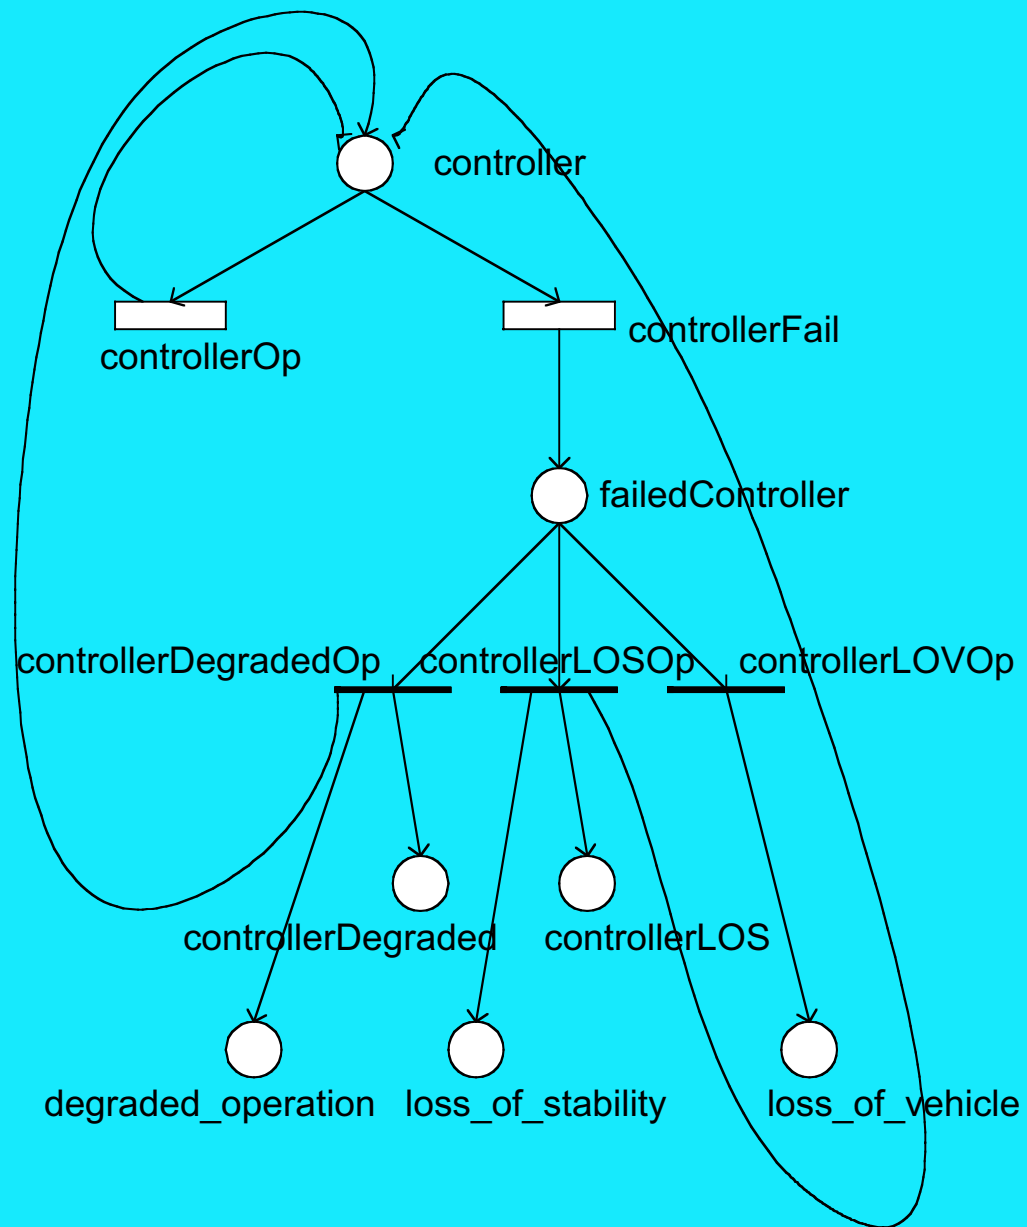 controller
controllerOp
controllerFail
failedController
controllerDegradedOp
controllerLOSOp
controllerLOVOp
controllerDegraded
controllerLOS
degraded_operation
loss_of_stability
loss_of_vehicle